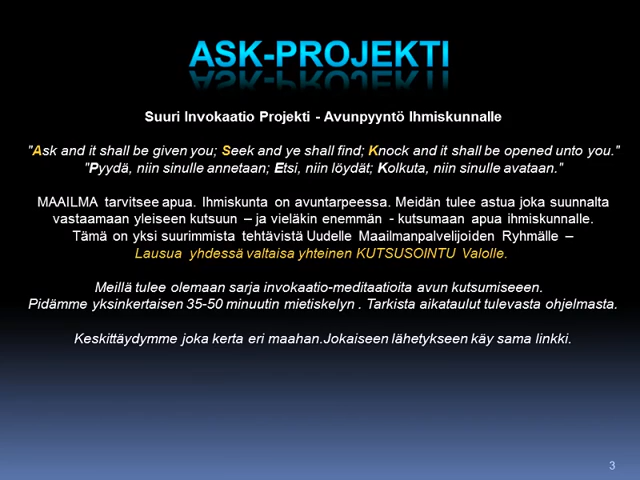 ASK-PROJEKTI
Suuri Invokaatio Projekti - Avunpyyntö Ihmiskunnalle
"Ask and it shall be given you; Seek and ye shall find; Knock and it shall be opened unto you."
"Pyydä, niin sinulle annetaan; Etsi, niin löydät; Kolkuta, niin sinulle avataan."
MAAILMA tarvitsee apua. Ihmiskunta on avuntarpeessa. Meidän tulee astua joka suunnalta
vastaamaan yleiseen kutsuun – ja vieläkin enemmän - kutsumaan apua ihmiskunnalle.
Tämä on yksi suurimmista tehtävistä Uudelle Maailmanpalvelijoiden Ryhmälle –
Lausua yhdessä valtaisa yhteinen KUTSUSOINTU Valolle.
Meillä tulee olemaan sarja invokaatio-meditaatioita avun kutsumiseeen.
Pidämme yksinkertaisen 35-50 minuutin mietiskelyn . Tarkista aikataulut tulevasta ohjelmasta.
Keskittäydymme joka kerta eri maahan.Jokaiseen lähetykseen käy sama linkki.
3